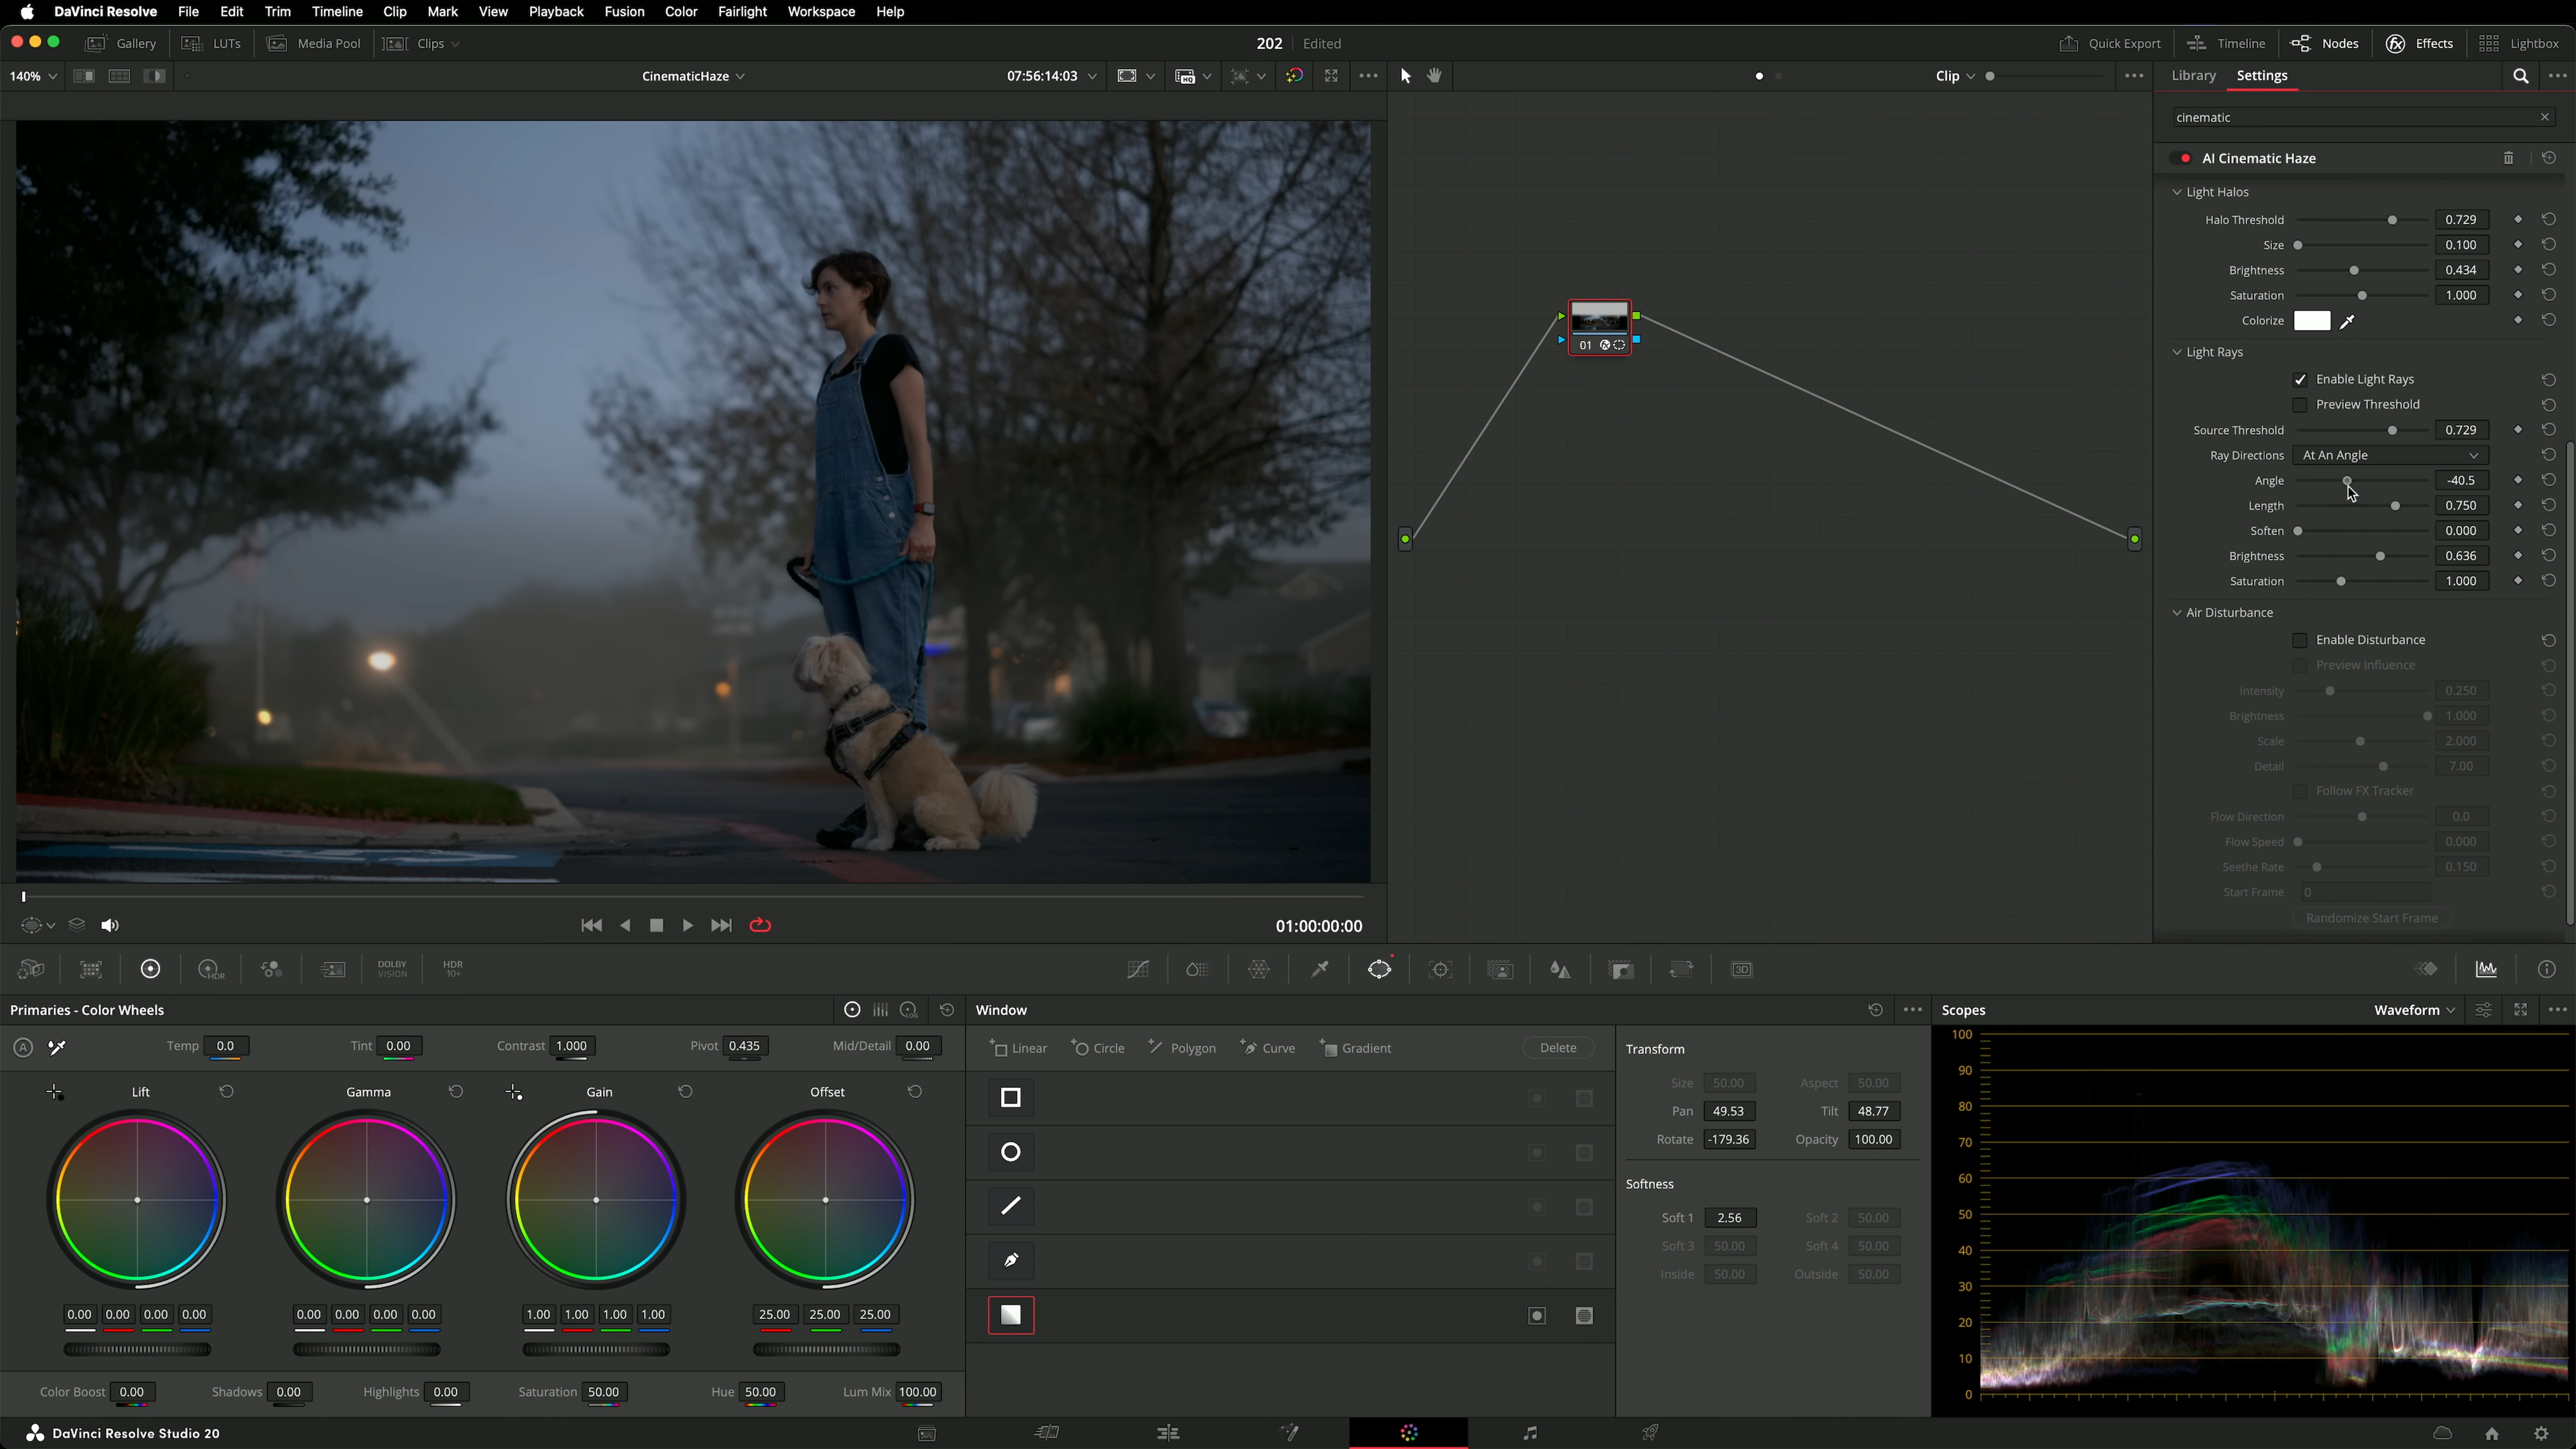 DaVinci Resolve File Edit Trim Timeline Clip Mark View Playback Fusion Color Fairlight Workspace Help
Gallery LUTs Media Pool Clips 202 Edited Quick Export Timeline Nodes Effects Lightbox
140% CinematicHaze 07:56:14:03 HQ Clip Library Settings
cinematic
AI Cinematic Haze
Light Halos
Halo Threshold 0.729
Size 0.100
Brightness 0.434
Saturation 1.000
Colorize
Light Rays
Enable Light Rays
Preview Threshold
Source Threshold 0.729
Ray Directions At An Angle
Angle -40.5
Length 0.750
Soften 0.000
Brightness 0.636
Saturation 1.000
Air Disturbance
Enable Disturbance
Preview Influence
Intensity 0.250
Brightness 1.000
Scale 2.000
Detail 7.00
Follow FX Tracker
Flow Direction 0.0
Flow Speed 0.000
Seethe Rate 0.150
Start Frame 0
Randomize Start Frame
01
01:00:00:00
HDR DOLBY VISION HDR 10+ 3D
Primaries - Color Wheels LOG
A Temp 0.0 Tint 0.00 Contrast 1.000 Pivot 0.435 Mid/Detail 0.00
Lift Gamma Gain Offset
0.00 0.00 0.00 0.00 0.00 0.00 0.00 0.00 1.00 1.00 1.00 1.00 25.00 25.00 25.00
Color Boost 0.00 Shadows 0.00 Highlights 0.00 Saturation 50.00 Hue 50.00 Lum Mix 100.00
Window
Linear Circle Polygon Curve Gradient Delete
Transform
Size 50.00 Aspect 50.00
Pan 49.53 Tilt 48.77
Rotate -179.36 Opacity 100.00
Softness
Soft 1 2.56 Soft 2 50.00
Soft 3 50.00 Soft 4 50.00
Inside 50.00 Outside 50.00
Scopes Waveform
100
90
80
70
60
50
40
30
20
10
0
DaVinci Resolve Studio 20